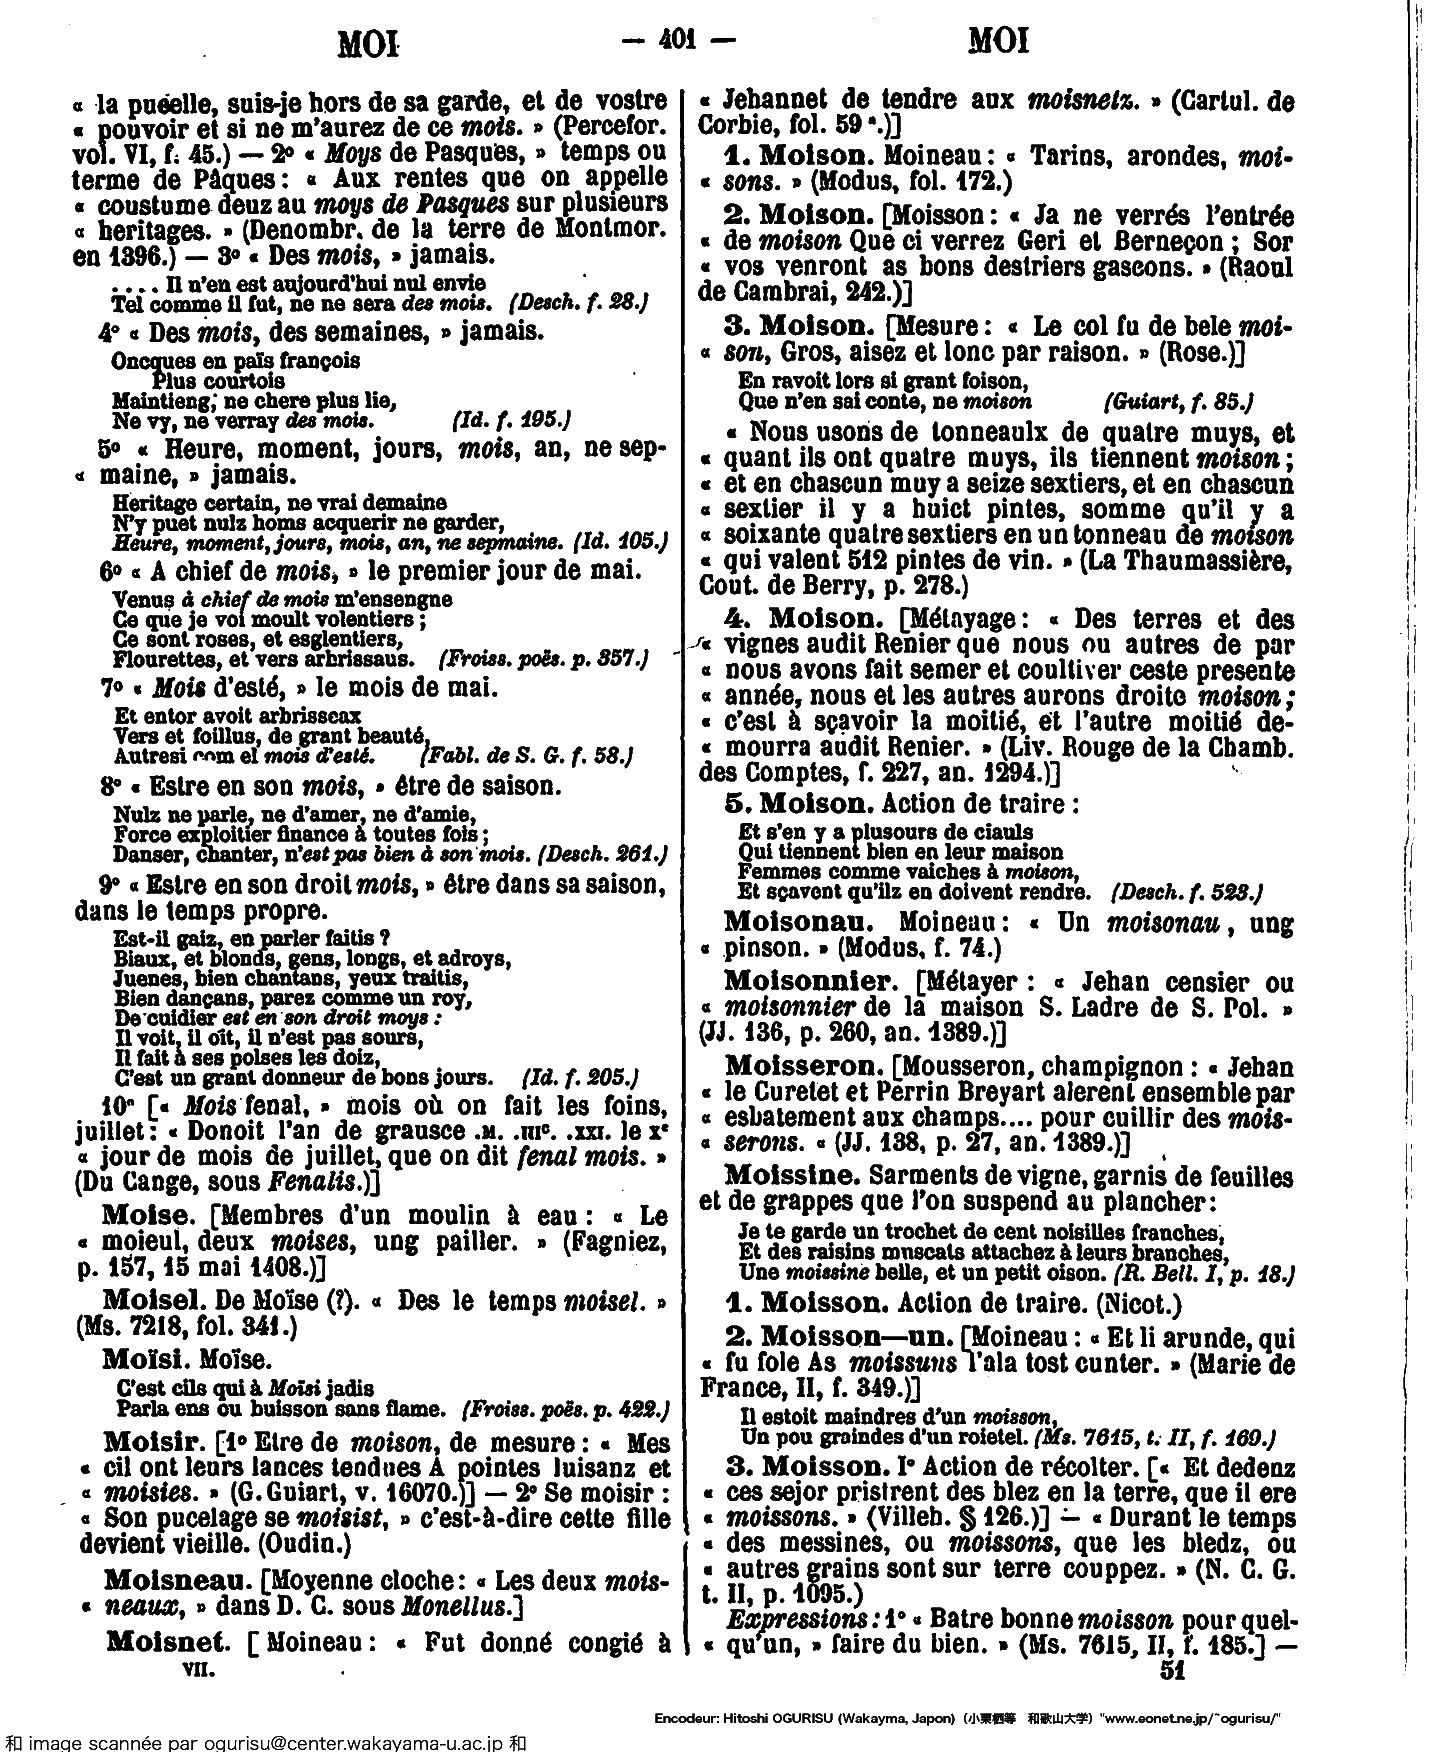 MOI — 401 — MOI
« la puéelle, suis-je hors de sa garde, et de vostre
« pouvoir et si ne m'aurez de ce mois. » (Percefor.
vol. VI, f. 45.) — 2º « Moys de Pasques, » temps ou
terme de Pâques : « Aux rentes que on appelle
« coustume deuz au moys de Pasques sur plusieurs
« heritages. » (Denombr. de la terre de Montmor.
en 1396.) — 3º « Des mois, » jamais.
.... Il n'en est aujourd'hui nul envie
Tel comme il fut, ne ne sera des mois. (Desch. f. 28.)
4º « Des mois, des semaines, » jamais.
Oncques en païs françois
Plus courtois
Maintieng, ne chere plus lie,
Ne vy, ne verray des mois. (Id. f. 195.)
5º « Heure, moment, jours, mois, an, ne sep-
« maine, » jamais.
Heritage certain, ne vrai demaine
N'y puet nulz homs acquerir ne garder,
Heure, moment, jours, mois, an, ne sepmaine. (Id. 105.)
6º « A chief de mois, » le premier jour de mai.
Venus à chief de mois m'ensengne
Ce que je voi moult volentiers ;
Ce sont roses, et esglentiers,
Flourettes, et vers arbrissaus. (Froiss. poës. p. 357.)
7º « Mois d'esté, » le mois de mai.
Et entor avoit arbrisseax
Vers et foillus, de grant beauté,
Autresi com el mois d'esté. (Fabl. de S. G. f. 58.)
8º « Estre en son mois, » être de saison.
Nulz ne parle, ne d'amer, ne d'amie,
Force exploitier finance à toutes fois ;
Danser, chanter, n'est pas bien à son mois. (Desch. 261.)
9º « Estre en son droit mois, » être dans sa saison,
dans le temps propre.
Est-il gaiz, en parler faitis ?
Biaux, et blonds, gens, longs, et adroys,
Juenes, bien chantans, yeux traitis,
Bien dançans, parez comme un roy,
De cuidier est en son droit moys :
Il voit, il oît, il n'est pas sours,
Il fait à ses polses les doiz,
C'est un grant donneur de bons jours. (Id. f. 205.)
10º [« Mois fenal, » mois où on fait les foins,
juillet : « Donoit l'an de grausce .M. .IIIc. .XXI. le xe
« jour de mois de juillet, que on dit fenal mois. »
(Du Cange, sous Fenalis.)]
Moise. [Membres d'un moulin à eau : « Le
« moieul, deux moises, ung pailler. » (Fagniez,
p. 157, 15 mai 1408.)]
Moisel. De Moïse (?). « Des le temps moisel. »
(Ms. 7218, fol. 341.)
Moïsi. Moïse.
C'est cils qui à Moïsi jadis
Parla ens ou buisson sans flame. (Froiss. poës. p. 422.)
Moisir. [1º Etre de moison, de mesure : « Mes
« cil ont leurs lances tendues A pointes luisanz et
« moisies. » (G. Guiart, v. 16070.)] — 2º Se moisir :
« Son pucelage se moisist, » c'est-à-dire cette fille
devient vieille. (Oudin.)
Moisneau. [Moyenne cloche : « Les deux mois-
« neaux, » dans D. C. sous Monellus.]
Moisnet. [Moineau : « Fut donné congié à
VII.
« Jehannet de tendre aux moisnetz. » (Cartul. de
Corbie, fol. 59 a.)]
1. Moison. Moineau : « Tarins, arondes, moi-
« sons. » (Modus, fol. 172.)
2. Moison. [Moisson : « Ja ne verrés l'entrée
« de moison Que ci verrez Geri et Berneçon ; Sor
« vos venront as bons destriers gascons. » (Raoul
de Cambrai, 242.)]
3. Moison. [Mesure : « Le col fu de bele moi-
« son, Gros, aisez et lonc par raison. » (Rose.)]
En ravoit lors si grant foison,
Que n'en sai conte, ne moison (Guiart, f. 85.)
« Nous usons de tonneaulx de quatre muys, et
« quant ils ont quatre muys, ils tiennent moison ;
« et en chascun muy a seize sextiers, et en chascun
« sextier il y a huict pintes, somme qu'il y a
« soixante quatre sextiers en un tonneau de moison
« qui valent 512 pintes de vin. » (La Thaumassière,
Cout. de Berry, p. 278.)
4. Moison. [Métayage : « Des terres et des
« vignes audit Renier que nous ou autres de par
« nous avons fait semer et coultiver ceste presente
« année, nous et les autres aurons droite moison ;
« c'est à sçavoir la moitié, et l'autre moitié de-
« mourra audit Renier. » (Liv. Rouge de la Chamb.
des Comptes, f. 227, an. 1294.)]
5. Moison. Action de traire :
Et s'en y a plusours de ciauls
Qui tiennent bien en leur maison
Femmes comme vaiches à moison,
Et sçavent qu'ilz en doivent rendre. (Desch. f. 523.)
Moisonau. Moineau : « Un moisonau, ung
« pinson. » (Modus, f. 74.)
Moisonnier. [Métayer : « Jehan censier ou
« moisonnier de la maison S. Ladre de S. Pol. »
(JJ. 136, p. 260, an. 1389.)]
Moisseron. [Mousseron, champignon : « Jehan
« le Curetet et Perrin Breyart alerent ensemble par
« esbatement aux champs.... pour cuillir des mois-
« serons. « (JJ. 138, p. 27, an. 1389.)]
Moissine. Sarments de vigne, garnis de feuilles
et de grappes que l'on suspend au plancher :
Je te garde un trochet de cent noisilles franches,
Et des raisins muscats attachez à leurs branches,
Une moissine belle, et un petit oison. (R. Bell. I, p. 18.)
1. Moisson. Action de traire. (Nicot.)
2. Moisson—un. [Moineau : « Et li arunde, qui
« fu fole As moissuns l'ala tost cunter. » (Marie de
France, II, f. 349.)]
Il estoit maindres d'un moisson,
Un pou graindes d'un roietel. (Ms. 7615, t. II, f. 160.)
3. Moisson. Iº Action de récolter. [« Et dedenz
« ces sejor pristrent des blez en la terre, que il ere
« moissons. » (Villeh. § 126.)] — « Durant le temps
« des messines, ou moissons, que les bledz, ou
« autres grains sont sur terre couppez. » (N. C. G.
t. II, p. 1095.)
Expressions : 1º « Batre bonne moisson pour quel-
« qu'un, » faire du bien. » (Ms. 7615, II, f. 185.] —
51
Encodeur: Hitoshi OGURISU (Wakayma, Japon) (小栗栖等 和歌山大学) "www.eonet.ne.jp/~ogurisu/"
和 image scannée par ogurisu@center.wakayama-u.ac.jp 和